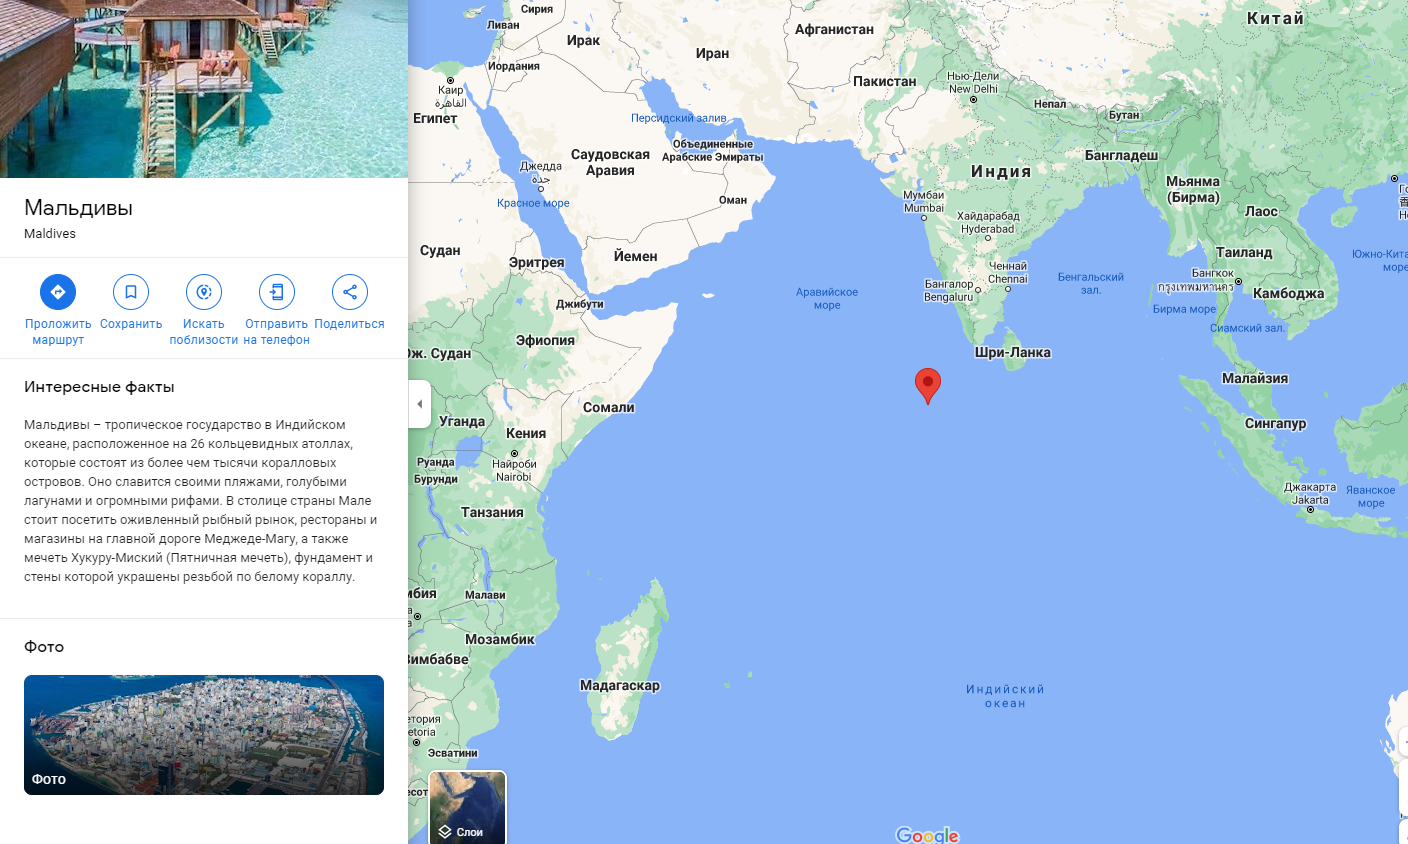 Мальдивы
Maldives
Проложить
маршрут
Сохранить
Искать
поблизости
Отправить
на телефон
Поделиться
Интересные факты
Мальдивы – тропическое государство в Индийском
океане, расположенное на 26 кольцевидных атоллах,
которые состоят из более чем тысячи коралловых
островов. Оно славится своими пляжами, голубыми
лагунами и огромными рифами. В столице страны Мале
стоит посетить оживленный рыбный рынок, рестораны и
магазины на главной дороге Меджеде-Магу, а также
мечеть Хукуру-Миский (Пятничная мечеть), фундамент и
стены которой украшены резьбой по белому кораллу.
Фото
Фото
Сирия
Ливан
Ирак
Иордания
Иран
Афганистан
Китай
Пакистан
Нью-Дели
New Delhi
Непал
Бутан
Каир
القاهرة
Египет
Персидский залив
Объединенные
Арабские Эмираты
Саудовская
Аравия
Джедда
جدة
Красное море
Оман
Индия
Бангладеш
Мьянма
(Бирма)
Лаос
Мумбаи
Mumbai
Хайдарабад
Hyderabad
Судан
Эритрея
Йемен
Таиланд
Южно-Кита
море
Ченнай
Chennai
Бангалор
Bengaluru
Бенгальский
зал.
Бангкок
กรุงเทพมหานคร
Камбоджа
Аравийское
море
Джибути
Бирма море
Сиамский зал.
Эфиопия
Юж. Судан
Шри-Ланка
Малайзия
Сомали
Уганда
Кения
Сингапур
Руанда
Бурунди
Найроби
Nairobi
Джакарта
Jakarta
Яванское
море
Танзания
мбия
Малави
Мозамбик
Зимбабве
Мадагаскар
Индийский
океан
етория
etoria
Эсватини
есот
Слои
Google